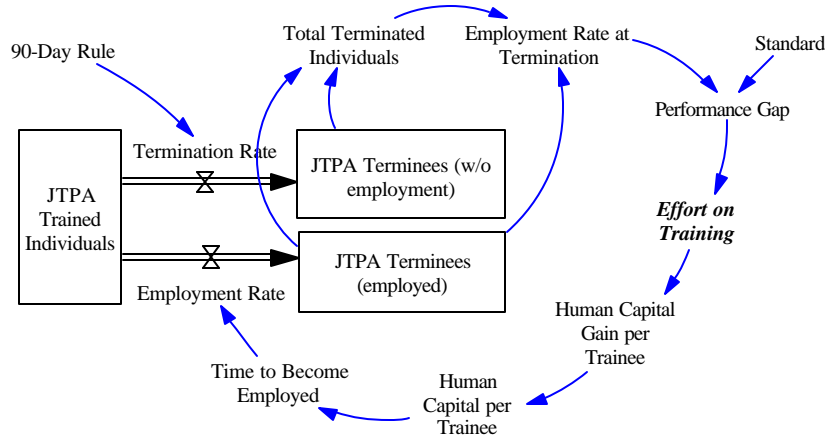 Total Terminated
Individuals
Employment Rate at
Termination
90-Day Rule
Standard
Performance Gap
Termination Rate
JTPA
Trained
Individuals
JTPA Terminees (w/o
employment)
Effort on
Training
JTPA Terminees
(employed)
Employment Rate
Human Capital
Gain per
Trainee
Time to Become
Employed
Human
Capital per
Trainee